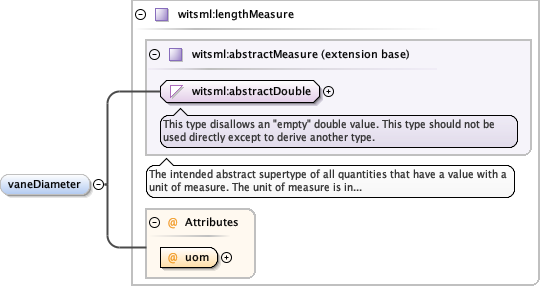 witsml:lengthMeasure
witsml:abstractMeasure (extension base)
witsml:abstractDouble
This type disallows an "empty" double value. This type should not be
used directly except to derive another type.
The intended abstract supertype of all quantities that have a value with a
unit of measure. The unit of measure is in...
vaneDiameter
@ Attributes
@ uom